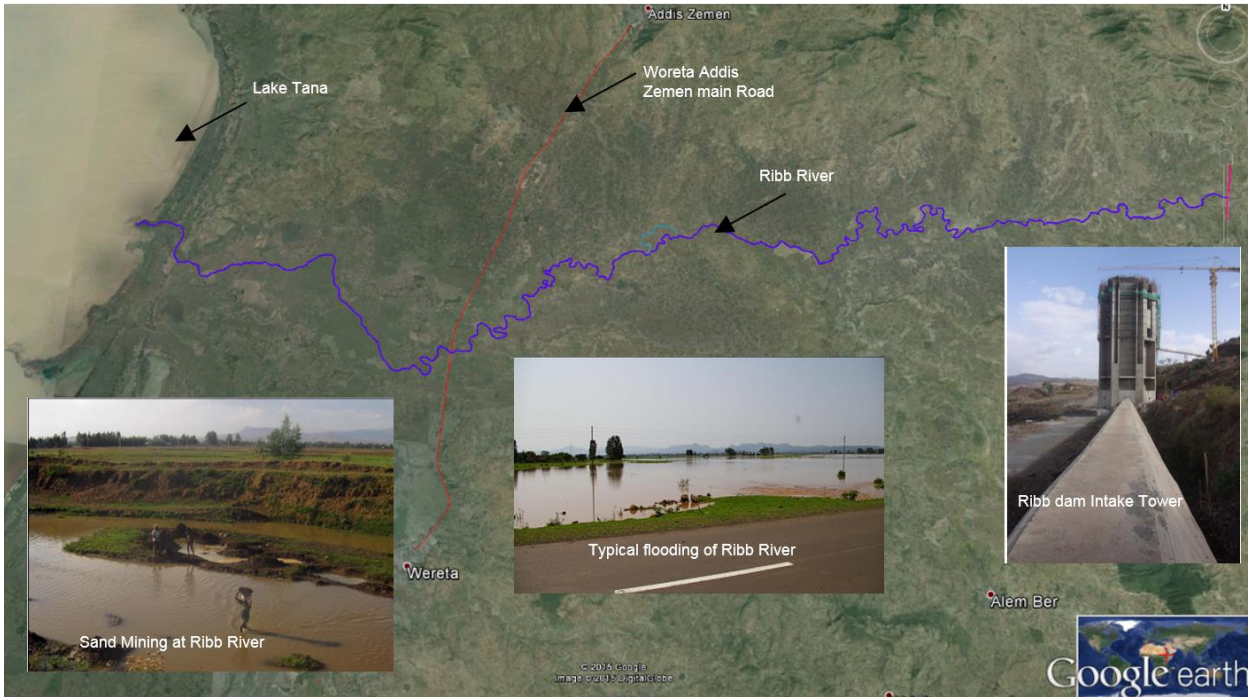 Addis Zemen
N
Lake Tana
Woreta Addis
Zemen main Road
Ribb River
Ribb dam Intake Tower
Typical flooding of Ribb River
Wereta
Alem Ber
Sand Mining at Ribb River
© 2015 Google
Image © 2015 DigitalGlobe
Google earth